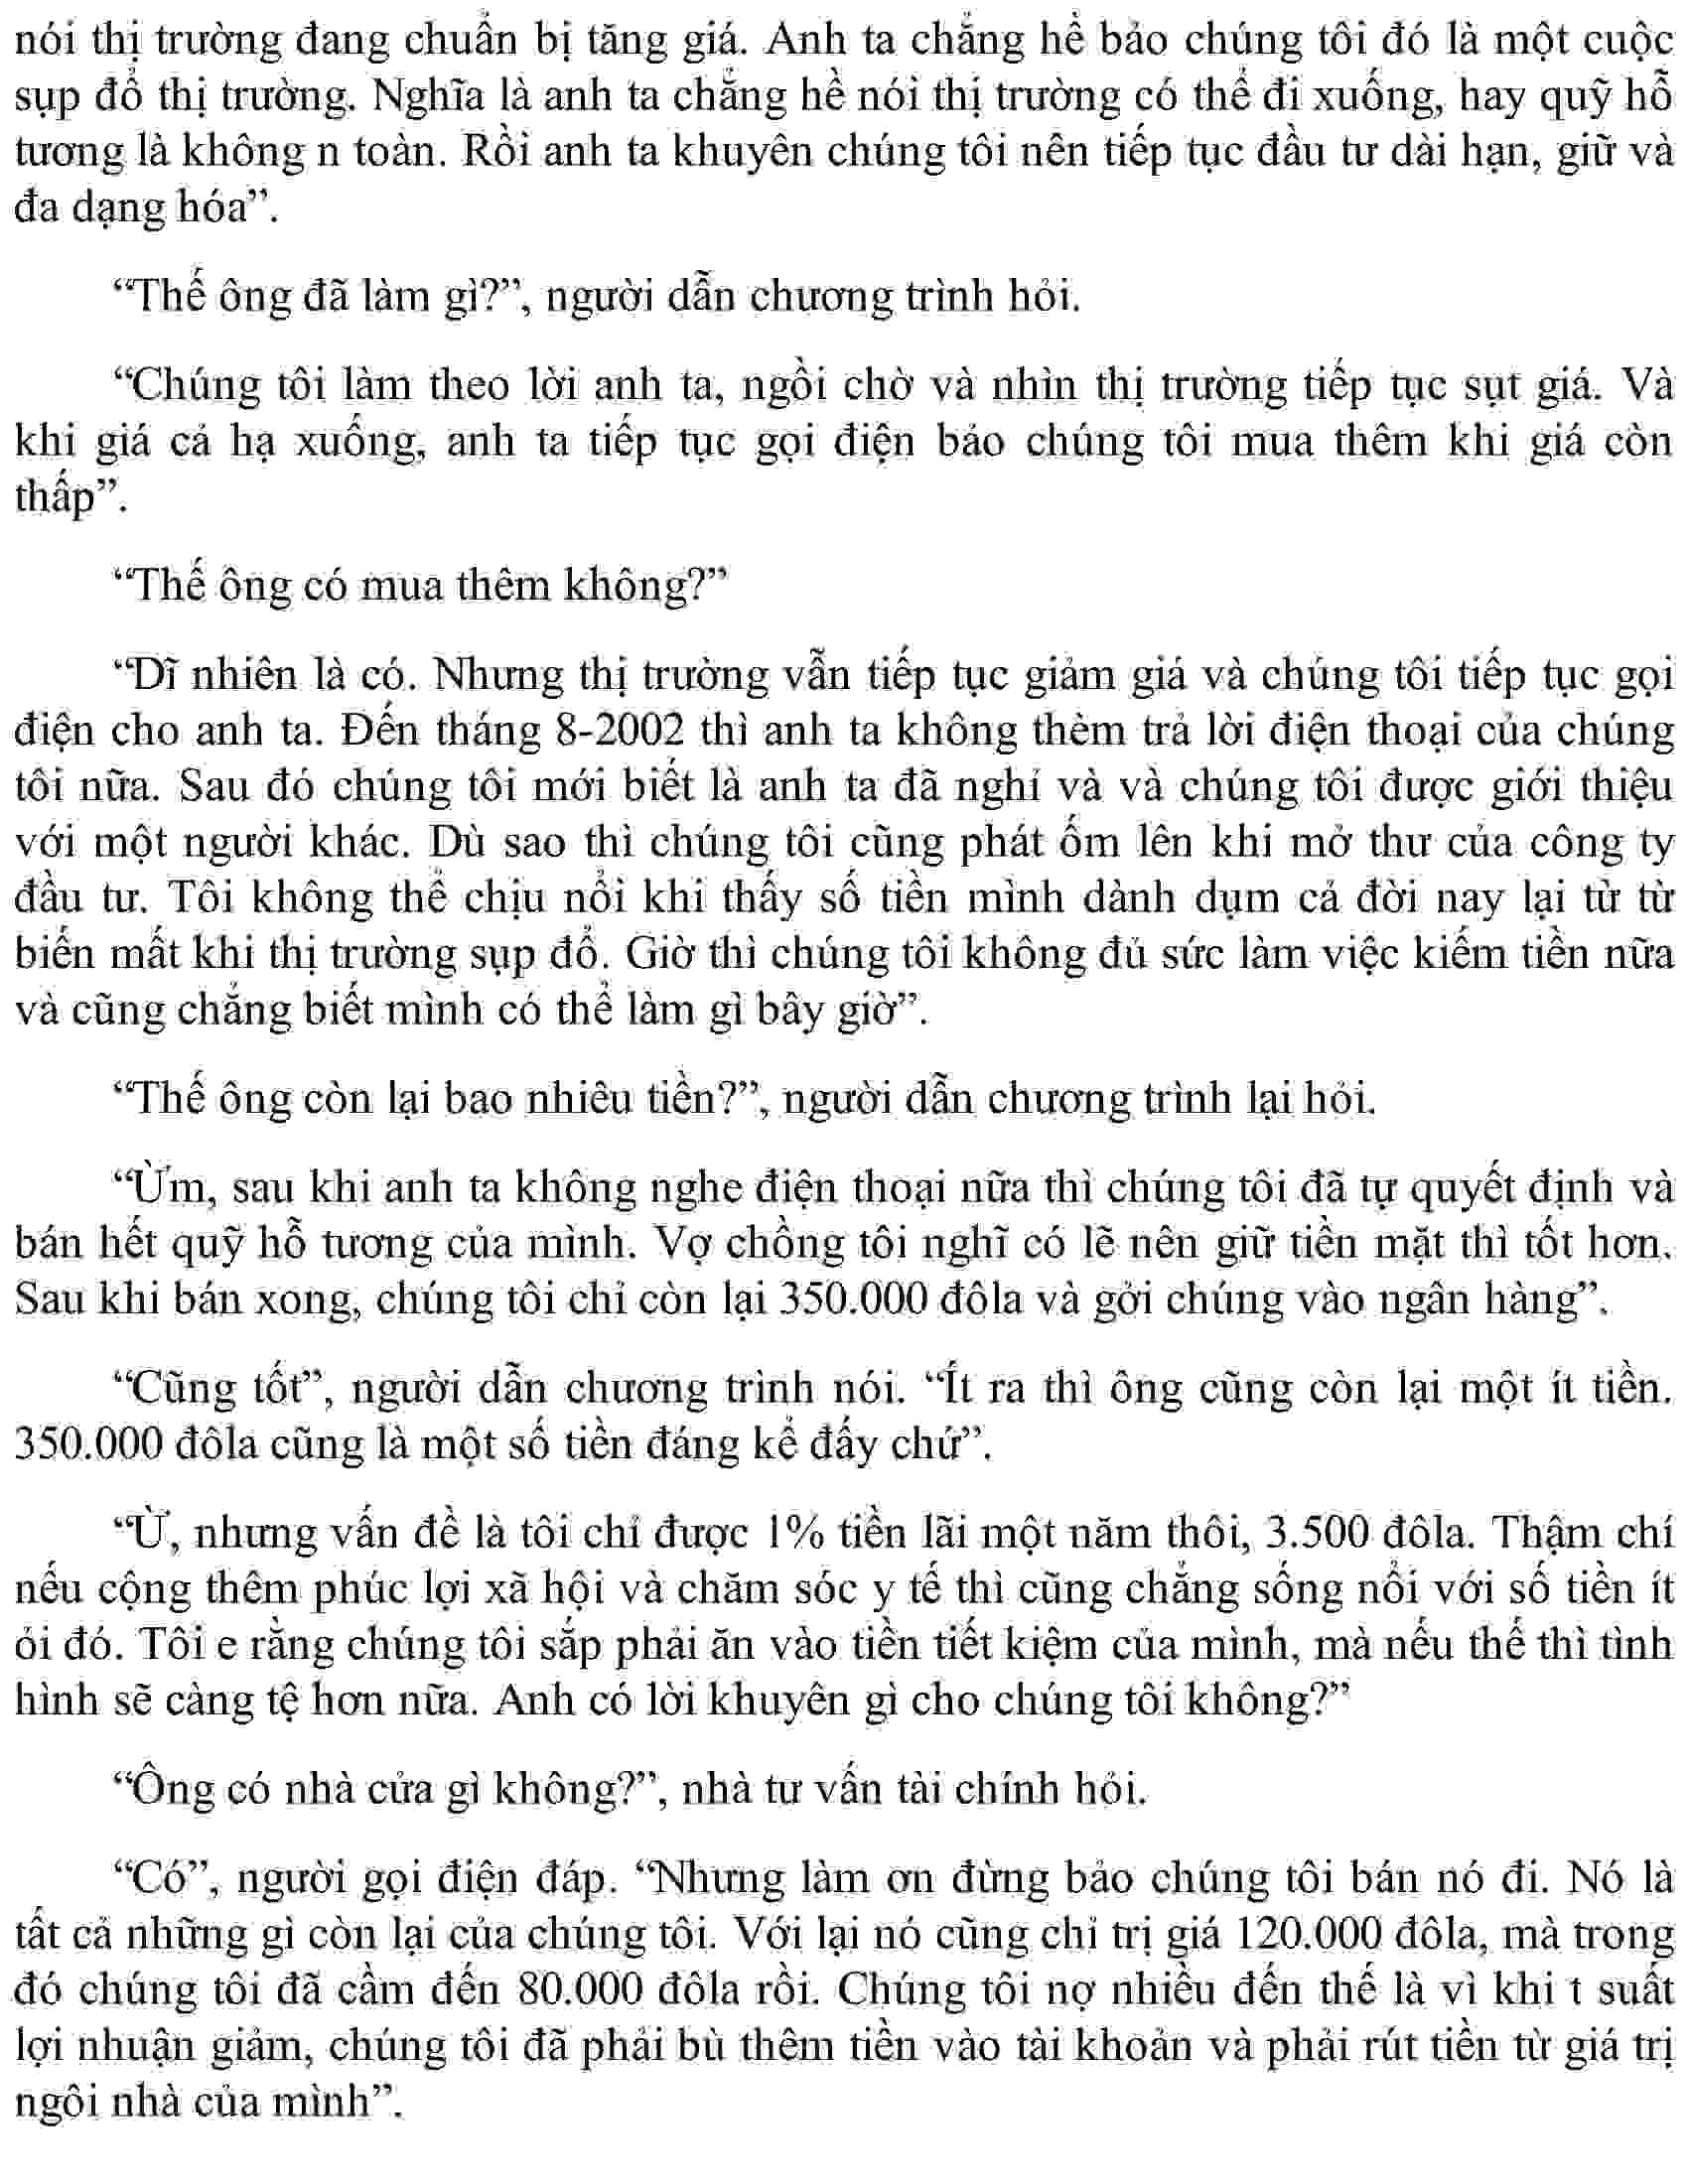 nói thị trường đang chuẩn bị tăng giá. Anh ta chẳng hề bảo chúng tôi đó là một cuộc
sụp đổ thị trường. Nghĩa là anh ta chẳng hề nói thị trường có thể đi xuống, hay quỹ hỗ
tương là không n toàn. Rồi anh ta khuyên chúng tôi nên tiếp tục đầu tư dài hạn, giữ và
đa dạng hóa”.
“Thế ông đã làm gì?”, người dẫn chương trình hỏi.
“Chúng tôi làm theo lời anh ta, ngồi chờ và nhìn thị trường tiếp tục sụt giá. Và
khi giá cả hạ xuống, anh ta tiếp tục gọi điện bảo chúng tôi mua thêm khi giá còn
thấp”.
“Thế ông có mua thêm không?”
“Dĩ nhiên là có. Nhưng thị trường vẫn tiếp tục giảm giá và chúng tôi tiếp tục gọi
điện cho anh ta. Đến tháng 8-2002 thì anh ta không thèm trả lời điện thoại của chúng
tôi nữa. Sau đó chúng tôi mới biết là anh ta đã nghỉ và và chúng tôi được giới thiệu
với một người khác. Dù sao thì chúng tôi cũng phát ốm lên khi mở thư của công ty
đầu tư. Tôi không thể chịu nổi khi thấy số tiền mình dành dụm cả đời nay lại từ từ
biến mất khi thị trường sụp đổ. Giờ thì chúng tôi không đủ sức làm việc kiếm tiền nữa
và cũng chẳng biết mình có thể làm gì bây giờ”.
“Thế ông còn lại bao nhiêu tiền?”, người dẫn chương trình lại hỏi.
“Ừm, sau khi anh ta không nghe điện thoại nữa thì chúng tôi đã tự quyết định và
bán hết quỹ hỗ tương của mình. Vợ chồng tôi nghĩ có lẽ nên giữ tiền mặt thì tốt hơn.
Sau khi bán xong, chúng tôi chỉ còn lại 350.000 đôla và gởi chúng vào ngân hàng”.
“Cũng tốt”, người dẫn chương trình nói. “Ít ra thì ông cũng còn lại một ít tiền.
350.000 đôla cũng là một số tiền đáng kể đấy chứ”.
“Ừ, nhưng vấn đề là tôi chỉ được 1% tiền lãi một năm thôi, 3.500 đôla. Thậm chí
nếu cộng thêm phúc lợi xã hội và chăm sóc y tế thì cũng chẳng sống nổi với số tiền ít
ỏi đó. Tôi e rằng chúng tôi sắp phải ăn vào tiền tiết kiệm của mình, mà nếu thế thì tình
hình sẽ càng tệ hơn nữa. Anh có lời khuyên gì cho chúng tôi không?”
“Ông có nhà cửa gì không?”, nhà tư vấn tài chính hỏi.
“Có”, người gọi điện đáp. “Nhưng làm ơn đừng bảo chúng tôi bán nó đi. Nó là
tất cả những gì còn lại của chúng tôi. Với lại nó cũng chỉ trị giá 120.000 đôla, mà trong
đó chúng tôi đã cầm đến 80.000 đôla rồi. Chúng tôi nợ nhiều đến thế là vì khi t suất
lợi nhuận giảm, chúng tôi đã phải bù thêm tiền vào tài khoản và phải rút tiền từ giá trị
ngôi nhà của mình”.